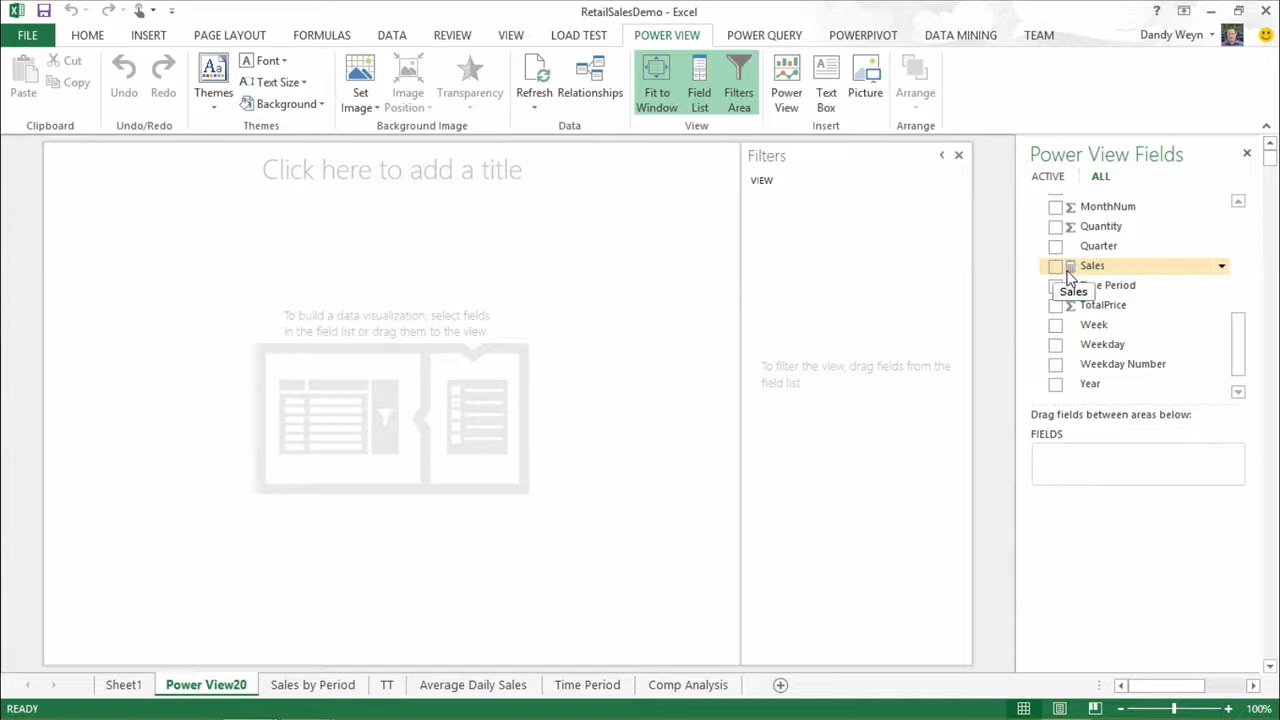 RetailSalesDemo - Excel
?
FILE HOME INSERT PAGE LAYOUT FORMULAS DATA REVIEW VIEW LOAD TEST POWER VIEW POWER QUERY POWERPIVOT DATA MINING TEAM Dandy Weyn
Paste Cut Copy
Undo Redo
Themes Font Text Size Background
Set Image Image Position Transparency
Refresh Relationships
Fit to Window Field List Filters Area
Power View Text Box Picture
Arrange
Clipboard Undo/Redo Themes Background Image Data View Insert Arrange
Click here to add a title
To build a data visualization, select fields
in the field list or drag them to the view
Filters
VIEW
To filter the view, drag fields from the
field list
Power View Fields
ACTIVE ALL
Σ MonthNum
Σ Quantity
Quarter
Sales
Sales
Period
Σ TotalPrice
Week
Weekday
Weekday Number
Year
Drag fields between areas below:
FIELDS
Sheet1 Power View20 Sales by Period TT Average Daily Sales Time Period Comp Analysis
READY 100%